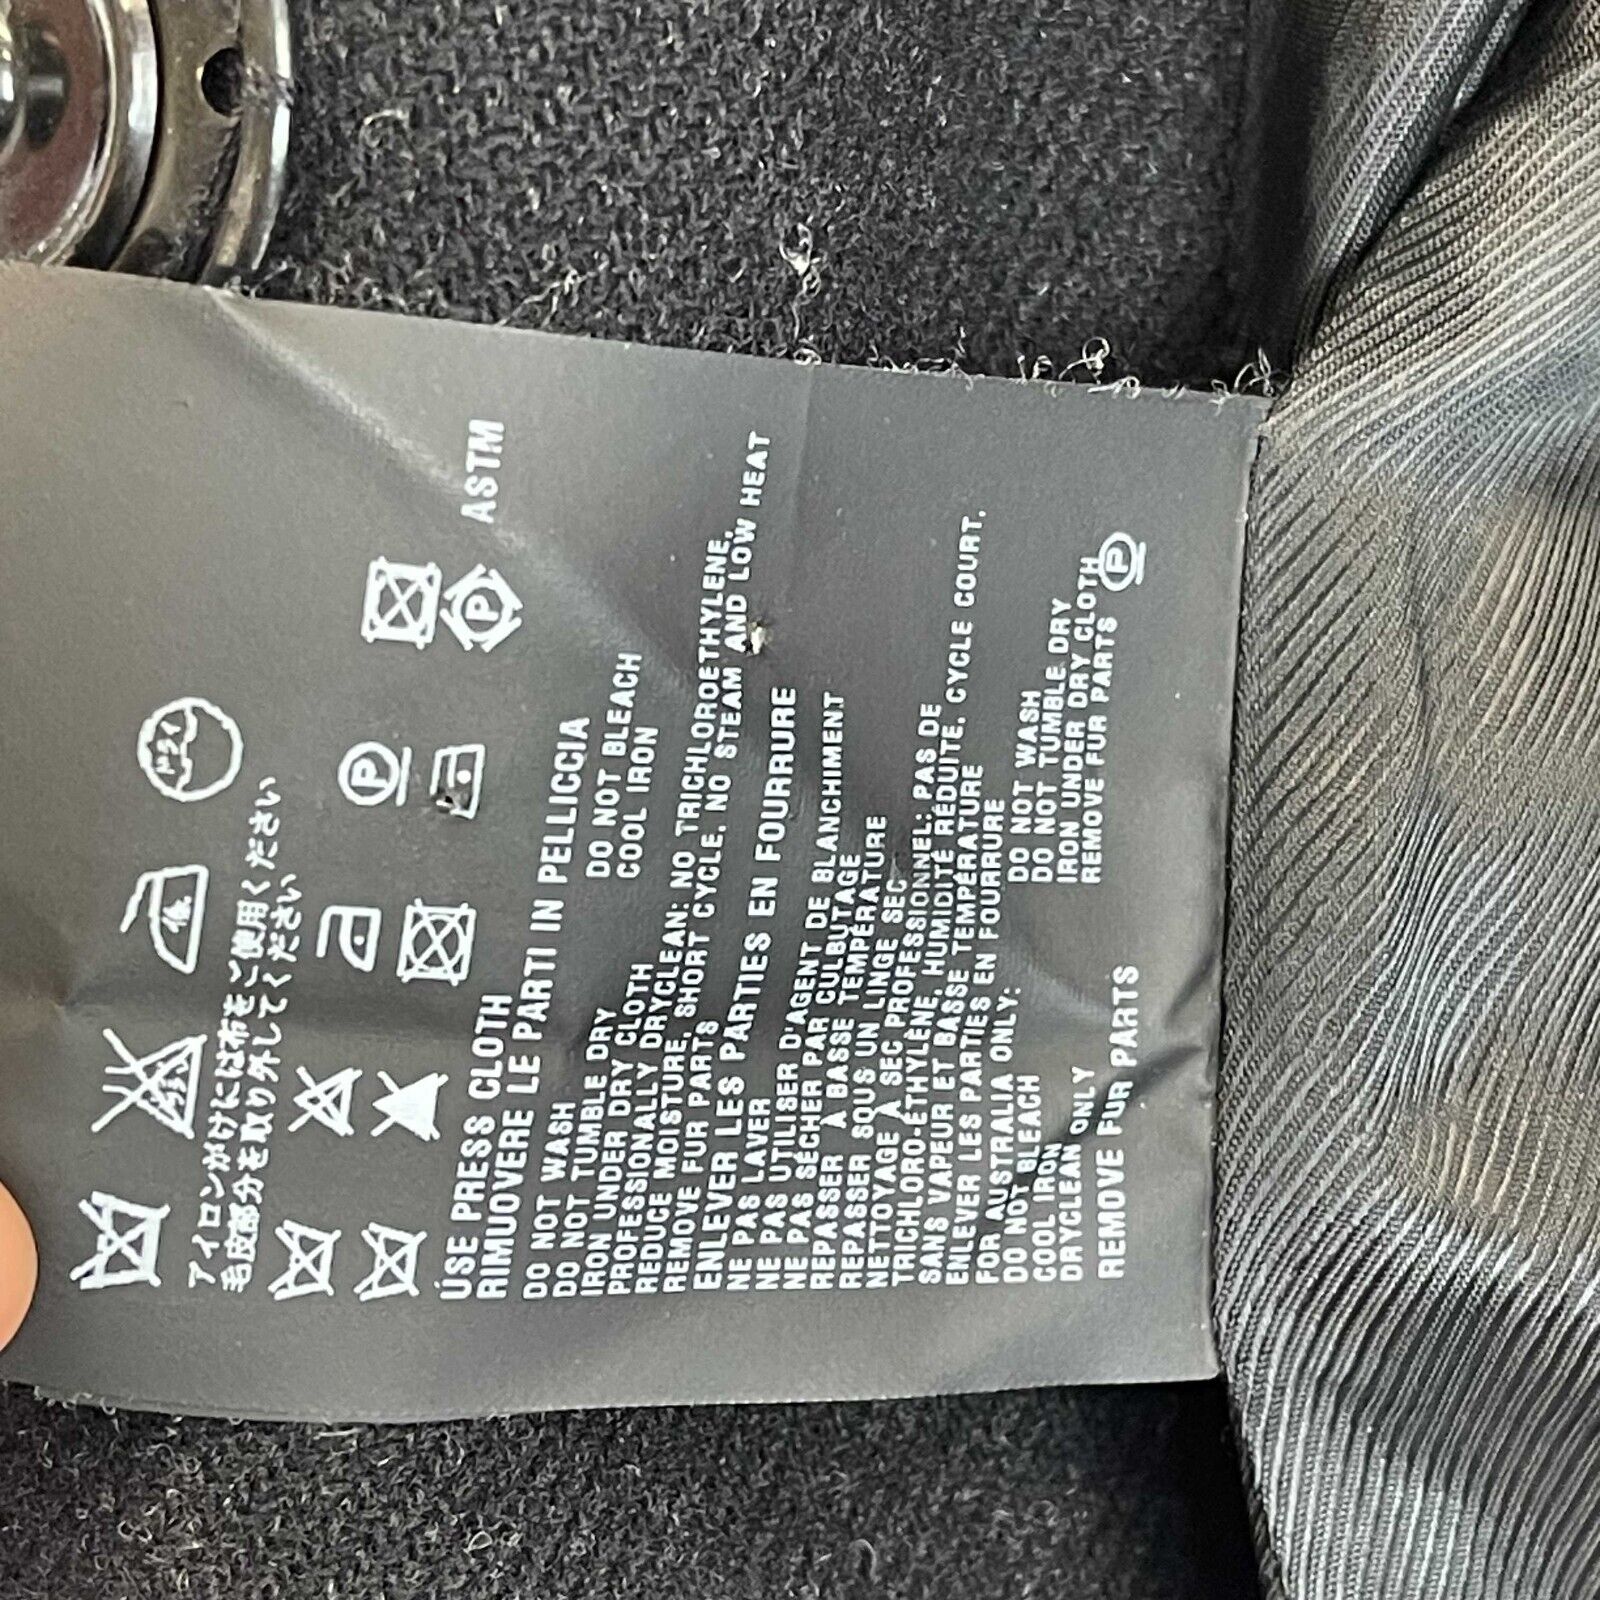 ドライ
低
エンソサラシ
アイロンがけには布をご使用ください
毛皮部分を取り外してください
P
P
ASTM
USE PRESS CLOTH
RIMUOVERE LE PARTI IN PELLICCIA
DO NOT WASH DO NOT BLEACH
DO NOT TUMBLE DRY COOL IRON
IRON UNDER DRY CLOTH
PROFESSIONALLY DRYCLEAN: NO TRICHLOROETHYLENE,
REDUCE MOISTURE, SHORT CYCLE, NO STEAM AND LOW HEAT
REMOVE FUR PARTS
ENLEVER LES PARTIES EN FOURRURE
NE PAS LAVER
NE PAS UTILISER D'AGENT DE BLANCHIMENT
NE PAS SÉCHER PAR CULBUTAGE
REPASSER À BASSE TEMPÉRATURE
REPASSER SOUS UN LINGE SEC
NETTOYAGE À SEC PROFESSIONNEL: PAS DE
TRICHLORO-ÉTHYLÈNE, HUMIDITÉ RÉDUITE, CYCLE COURT,
SANS VAPEUR ET BASSE TEMPÉRATURE
ENLEVER LES PARTIES EN FOURRURE
FOR AUSTRALIA ONLY:
DO NOT BLEACH DO NOT WASH
COOL IRON DO NOT TUMBLE DRY
DRYCLEAN ONLY IRON UNDER DRY CLOTH
REMOVE FUR PARTS
REMOVE FUR PARTS P